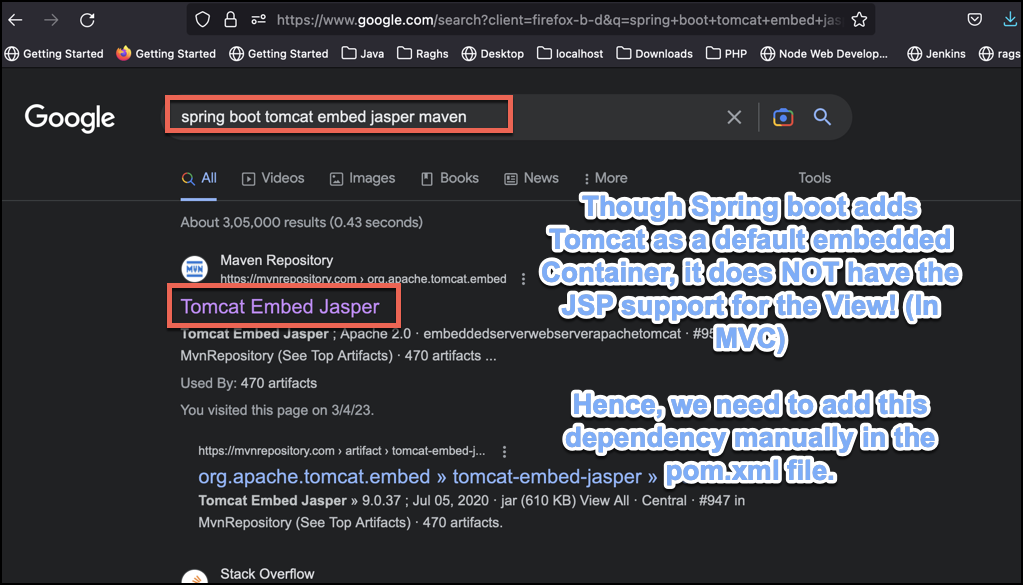 https://www.google.com/search?client=firefox-b-d&q=spring+boot+tomcat+embed+jas
Getting Started Getting Started Getting Started Java Raghs Desktop localhost Downloads PHP Node Web Develop... Jenkins rags
Google
spring boot tomcat embed jasper maven
All Videos Images Books News More Tools
About 3,05,000 results (0.43 seconds)
MVN
Maven Repository
https://mvnrepository.com › org.apache.tomcat.embed
Tomcat Embed Jasper
Tomcat Embed Jasper ; Apache 2.0 · embeddedserverwebserverapachetomcat · #95
MvnRepository (See Top Artifacts) · 470 artifacts ...
Used By: 470 artifacts
You visited this page on 3/4/23.
https://mvnrepository.com › artifact › tomcat-embed-j...
org.apache.tomcat.embed » tomcat-embed-jasper »
Tomcat Embed Jasper » 9.0.37 ; Jul 05, 2020 · jar (610 KB) View All · Central · #947 in
MvnRepository (See Top Artifacts) · 470 artifacts.
Stack Overflow
Though Spring boot adds
Tomcat as a default embedded
Container, it does NOT have the
JSP support for the View! (In
MVC)
Hence, we need to add this
dependency manually in the
pom.xml file.